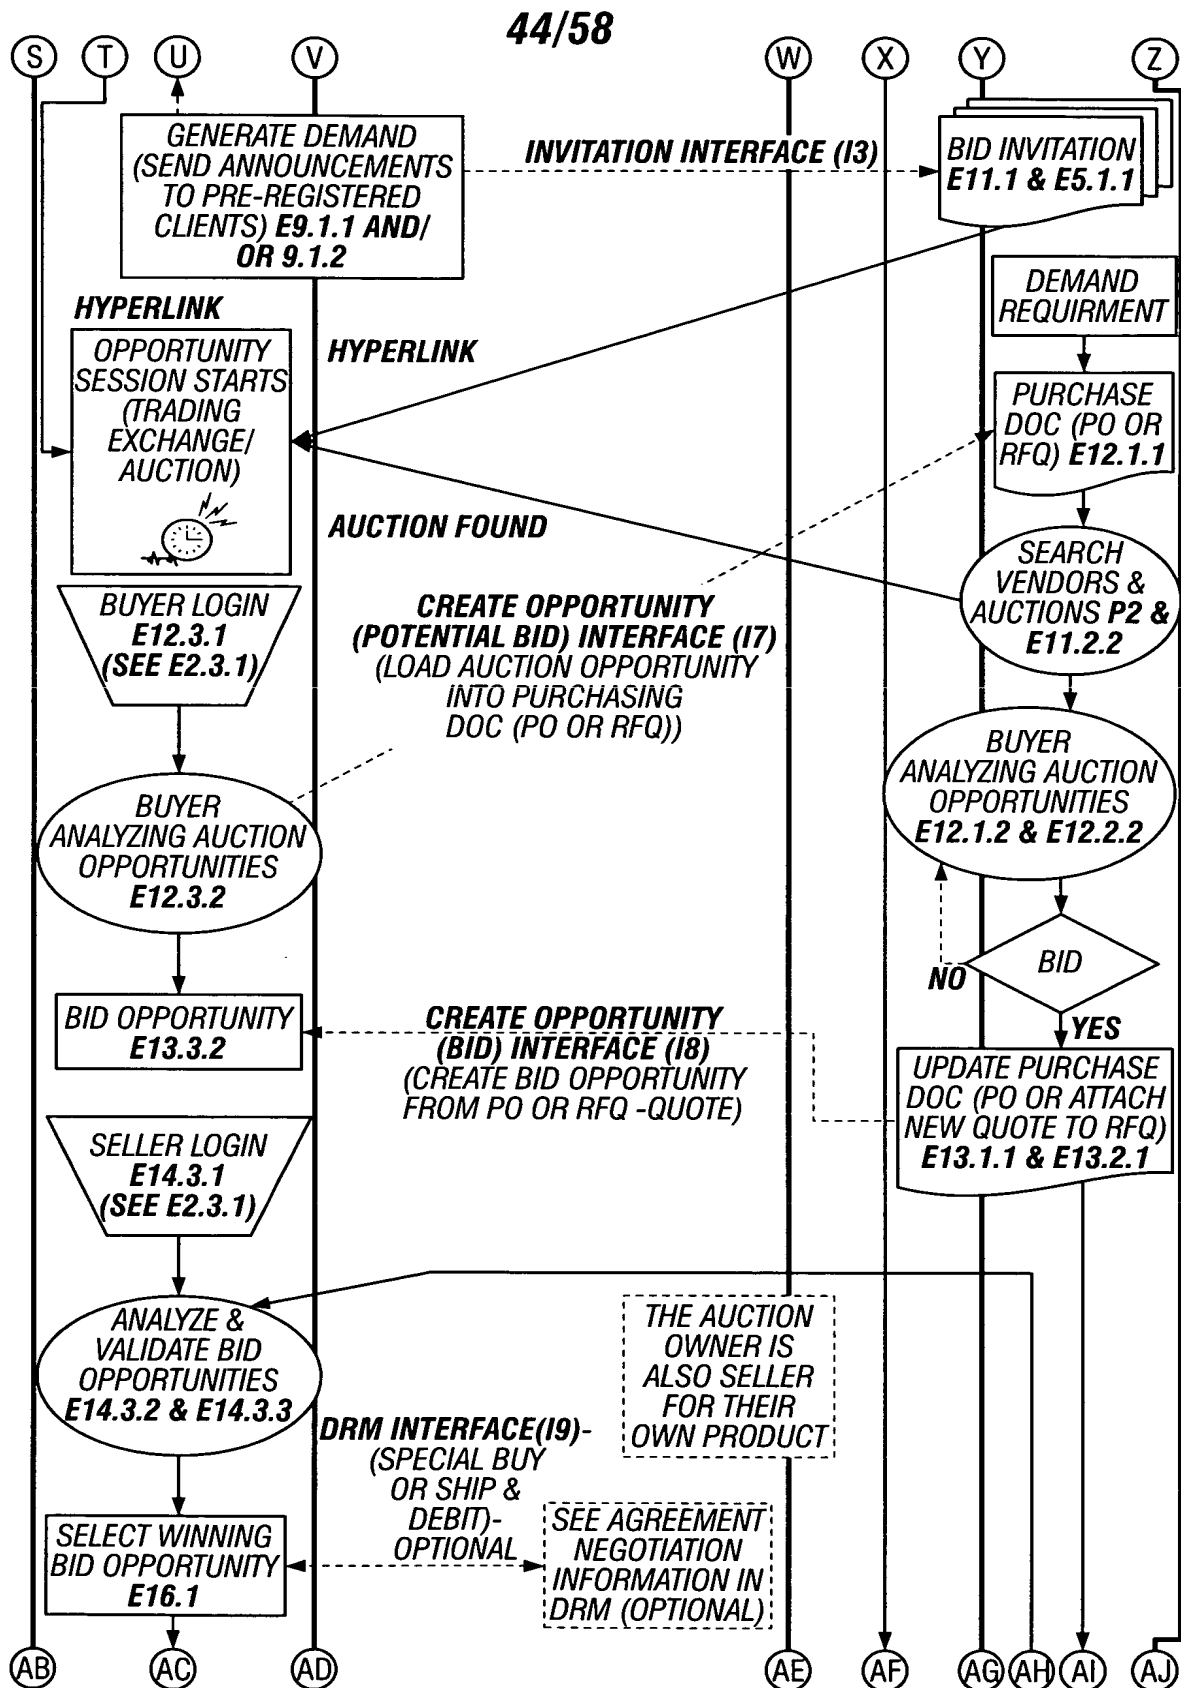 44/58
S
T
U
V
W
X
Y
Z
GENERATE DEMAND
(SEND ANNOUNCEMENTS
TO PRE-REGISTERED
CLIENTS) E9.1.1 AND/
OR 9.1.2
INVITATION INTERFACE (I3)
BID INVITATION
E11.1 & E5.1.1
HYPERLINK
OPPORTUNITY
SESSION STARTS
(TRADING
EXCHANGE/
AUCTION)
HYPERLINK
AUCTION FOUND
DEMAND
REQUIRMENT
PURCHASE
DOC (PO OR
RFQ) E12.1.1
SEARCH
VENDORS &
AUCTIONS P2 &
E11.2.2
BUYER LOGIN
E12.3.1
(SEE E2.3.1)
CREATE OPPORTUNITY
(POTENTIAL BID) INTERFACE (I7)
(LOAD AUCTION OPPORTUNITY
INTO PURCHASING
DOC (PO OR RFQ))
BUYER
ANALYZING AUCTION
OPPORTUNITIES
E12.1.2 & E12.2.2
BUYER
ANALYZING AUCTION
OPPORTUNITIES
E12.3.2
BID
NO
YES
BID OPPORTUNITY
E13.3.2
CREATE OPPORTUNITY
(BID) INTERFACE (I8)
(CREATE BID OPPORTUNITY
FROM PO OR RFQ -QUOTE)
UPDATE PURCHASE
DOC (PO OR ATTACH
NEW QUOTE TO RFQ)
E13.1.1 & E13.2.1
SELLER LOGIN
E14.3.1
(SEE E2.3.1)
ANALYZE &
VALIDATE BID
OPPORTUNITIES
E14.3.2 & E14.3.3
THE AUCTION
OWNER IS
ALSO SELLER
FOR THEIR
OWN PRODUCT
DRM INTERFACE(I9)-
(SPECIAL BUY
OR SHIP &
DEBIT)-
OPTIONAL
SELECT WINNING
BID OPPORTUNITY
E16.1
SEE AGREEMENT
NEGOTIATION
INFORMATION IN
DRM (OPTIONAL)
AB
AC
AD
AE
AF
AG
AH
AI
AJ